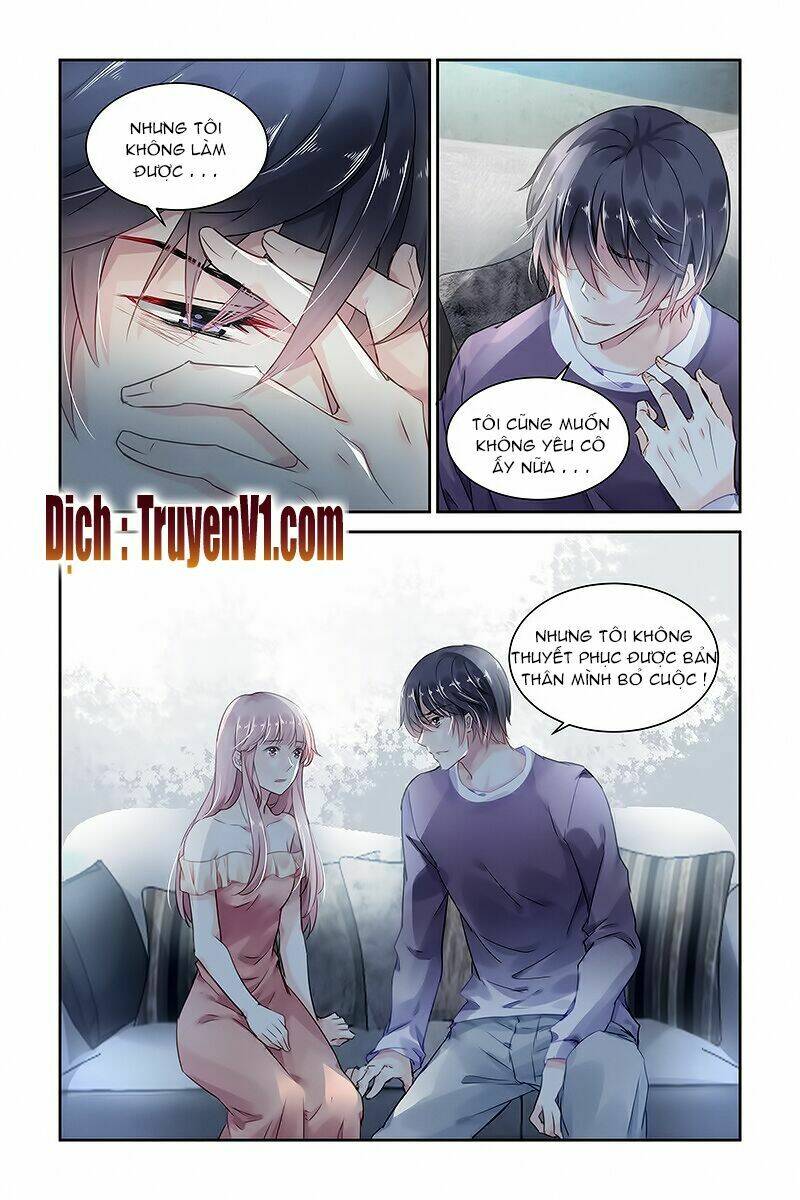 NHƯNG TÔI
KHÔNG LÀM
ĐƯỢC . . .
TÔI CŨNG MUỐN
KHÔNG YÊU CÔ
ẤY NỮA . . .
Dịch : TruyenV1.com
NHƯNG TÔI KHÔNG
THUYẾT PHỤC ĐƯỢC BẢN
THÂN MÌNH BỎ CUỘC !